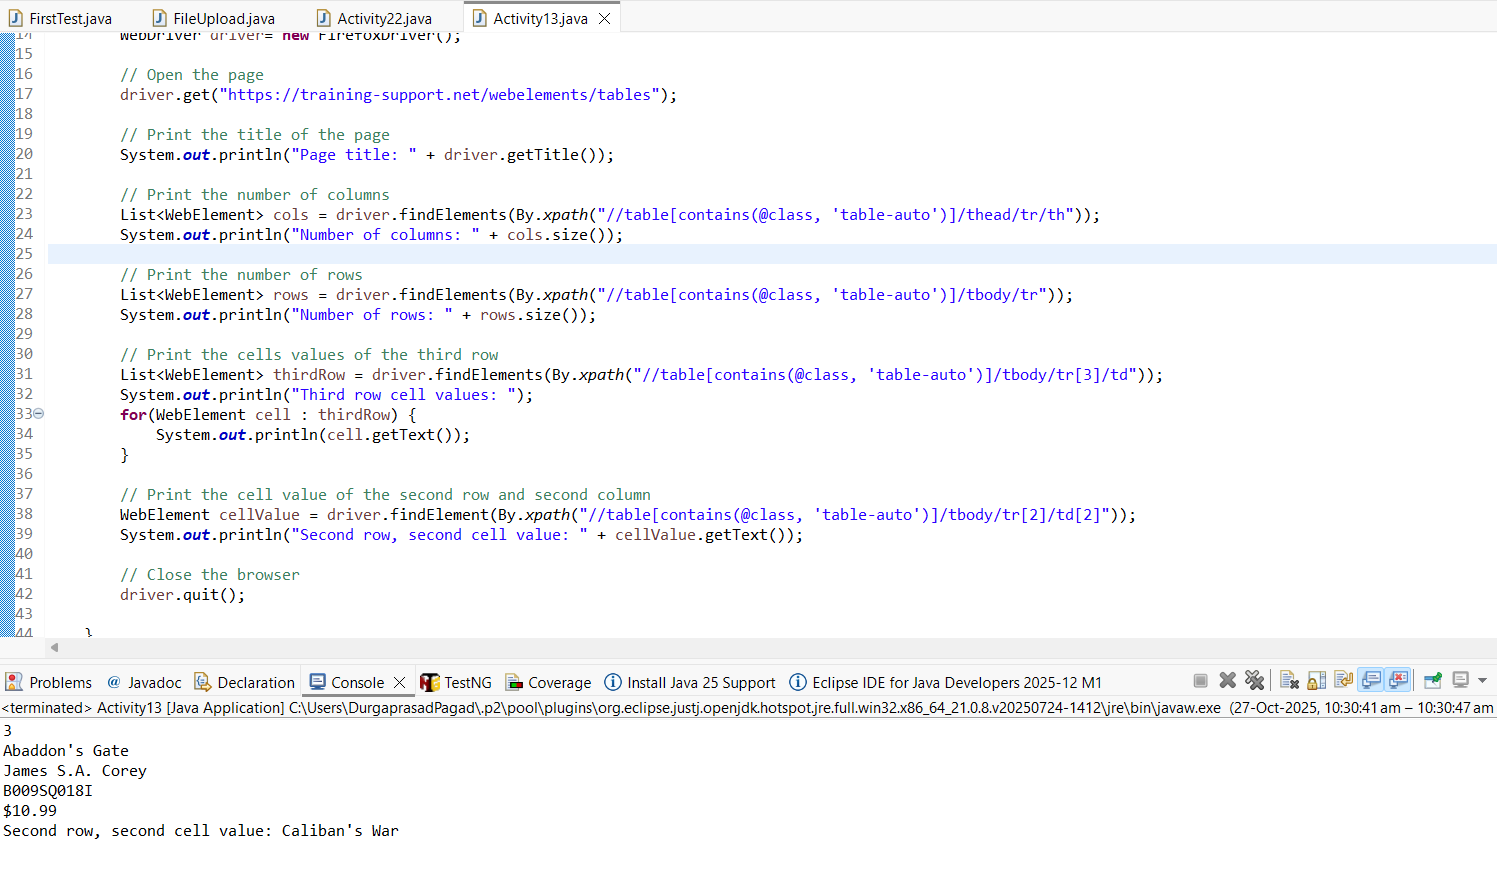 FirstTest.java FileUpload.java Activity22.java Activity13.java
14 WebDriver driver= new FirefoxDriver();
15
16 // Open the page
17 driver.get("https://training-support.net/webelements/tables");
18
19 // Print the title of the page
20 System.out.println("Page title: " + driver.getTitle());
21
22 // Print the number of columns
23 List<WebElement> cols = driver.findElements(By.xpath("//table[contains(@class, 'table-auto')]/thead/tr/th"));
24 System.out.println("Number of columns: " + cols.size());
25
26 // Print the number of rows
27 List<WebElement> rows = driver.findElements(By.xpath("//table[contains(@class, 'table-auto')]/tbody/tr"));
28 System.out.println("Number of rows: " + rows.size());
29
30 // Print the cells values of the third row
31 List<WebElement> thirdRow = driver.findElements(By.xpath("//table[contains(@class, 'table-auto')]/tbody/tr[3]/td"));
32 System.out.println("Third row cell values: ");
33 for(WebElement cell : thirdRow) {
34 System.out.println(cell.getText());
35 }
36
37 // Print the cell value of the second row and second column
38 WebElement cellValue = driver.findElement(By.xpath("//table[contains(@class, 'table-auto')]/tbody/tr[2]/td[2]"));
39 System.out.println("Second row, second cell value: " + cellValue.getText());
40
41 // Close the browser
42 driver.quit();
43
44 }
Problems @ Javadoc Declaration Console TestNG Coverage Install Java 25 Support Eclipse IDE for Java Developers 2025-12 M1
<terminated> Activity13 [Java Application] C:\Users\DurgaprasadPagad\.p2\pool\plugins\org.eclipse.justj.openjdk.hotspot.jre.full.win32.x86_64_21.0.8.v20250724-1412\jre\bin\javaw.exe (27-Oct-2025, 10:30:41 am – 10:30:47 am
3
Abaddon's Gate
James S.A. Corey
B009SQ018I
$10.99
Second row, second cell value: Caliban's War